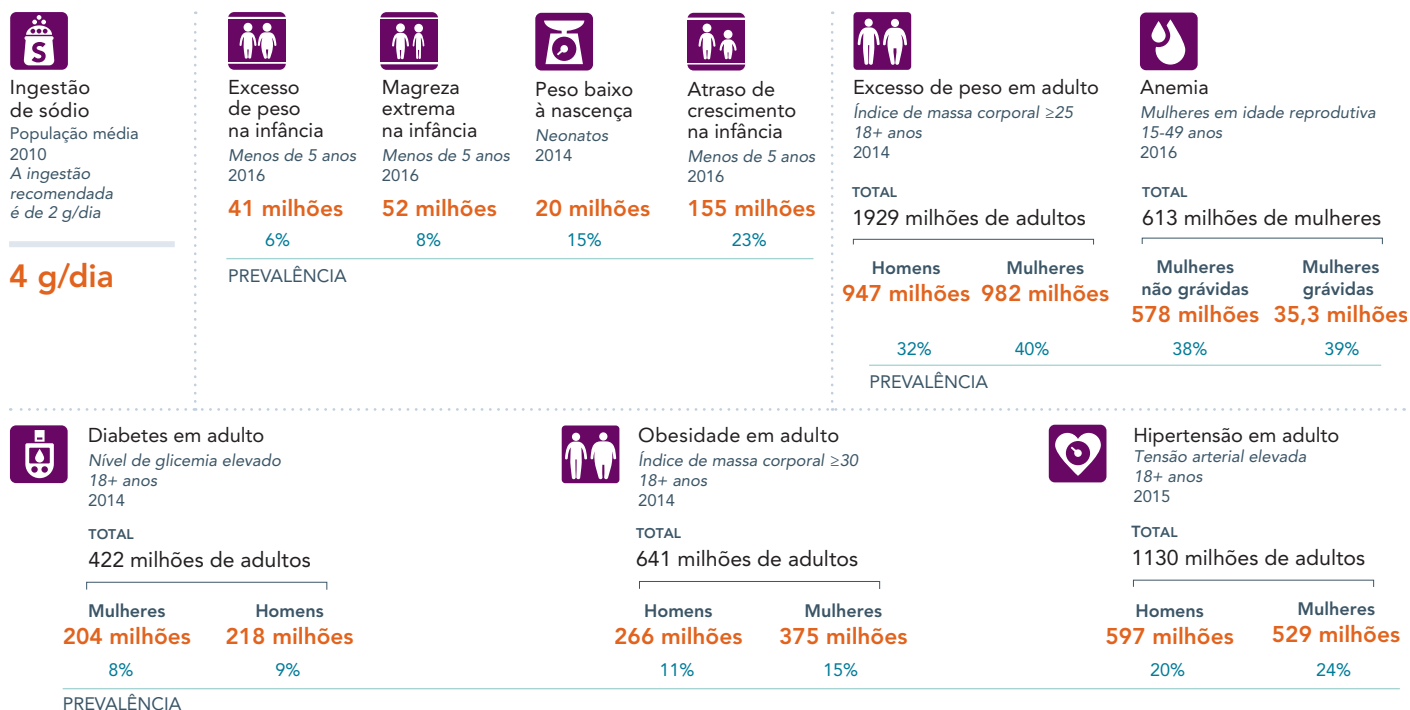 S
Ingestão
de sódio
População média
2010
A ingestão
recomendada
é de 2 g/dia
4 g/dia
Excesso
de peso
na infância
Menos de 5 anos
2016
41 milhões
6%
Magreza
extrema
na infância
Menos de 5 anos
2016
52 milhões
8%
Peso baixo
à nascença
Neonatos
2014
20 milhões
15%
Atraso de
crescimento
na infância
Menos de 5 anos
2016
155 milhões
23%
PREVALÊNCIA
Excesso de peso em adulto
Índice de massa corporal ≥25
18+ anos
2014
TOTAL
1929 milhões de adultos
Homens
947 milhões
32%
Mulheres
982 milhões
40%
Anemia
Mulheres em idade reprodutiva
15-49 anos
2016
TOTAL
613 milhões de mulheres
Mulheres
não grávidas
578 milhões
38%
Mulheres
grávidas
35,3 milhões
39%
PREVALÊNCIA
Diabetes em adulto
Nível de glicemia elevado
18+ anos
2014
TOTAL
422 milhões de adultos
Mulheres
204 milhões
8%
Homens
218 milhões
9%
Obesidade em adulto
Índice de massa corporal ≥30
18+ anos
2014
TOTAL
641 milhões de adultos
Homens
266 milhões
11%
Mulheres
375 milhões
15%
Hipertensão em adulto
Tensão arterial elevada
18+ anos
2015
TOTAL
1130 milhões de adultos
Homens
597 milhões
20%
Mulheres
529 milhões
24%
PREVALÊNCIA